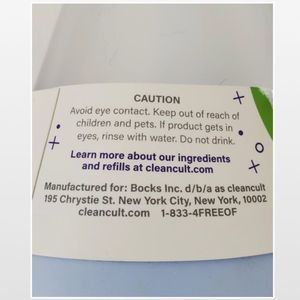 CAUTION
Avoid eye contact. Keep out of reach of
children and pets. If product gets in
eyes, rinse with water. Do not drink.
Learn more about our ingredients
and refills at cleancult.com
Manufactured for: Bocks Inc. d/b/a as cleancult
195 Chrystie St. New York City, New York, 10002
cleancult.com 1-833-4FREEOF